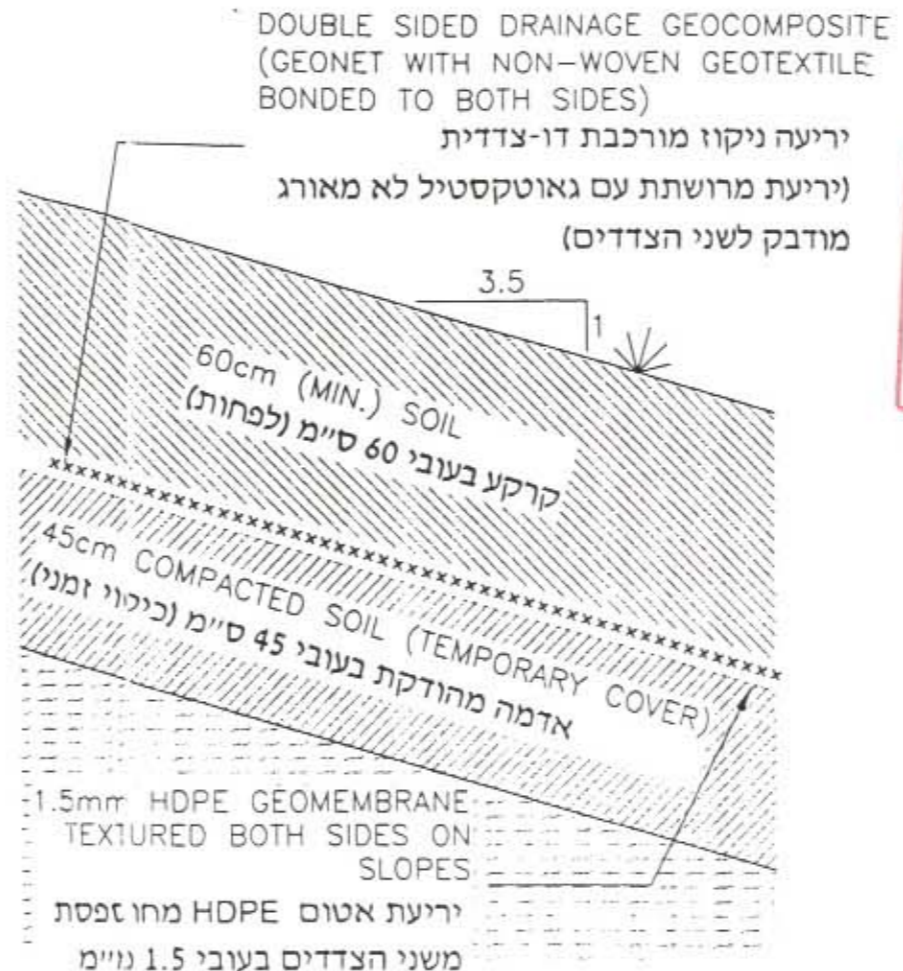 DOUBLE SIDED DRAINAGE GEOCOMPOSITE
(GEONET WITH NON-WOVEN GEOTEXTILE
BONDED TO BOTH SIDES)
יריעה ניקוז מורכבת דו-צדדית
(יריעת מרושתת עם גאוטקסטיל לא מאורג
מודבק לשני הצדדים)
3.5
1
60cm (MIN.) SOIL
קרקע בעובי 60 ס״מ (לפחות)
45cm COMPACTED SOIL (TEMPORARY COVER)
אדמה מהודקת בעובי 45 ס״מ (כיסוי זמני)
1.5mm HDPE GEOMEMBRANE
TEXTURED BOTH SIDES ON
SLOPES
יריעת אטום HDPE מחוספסת
משני הצדדים בעובי 1.5 מ״מ